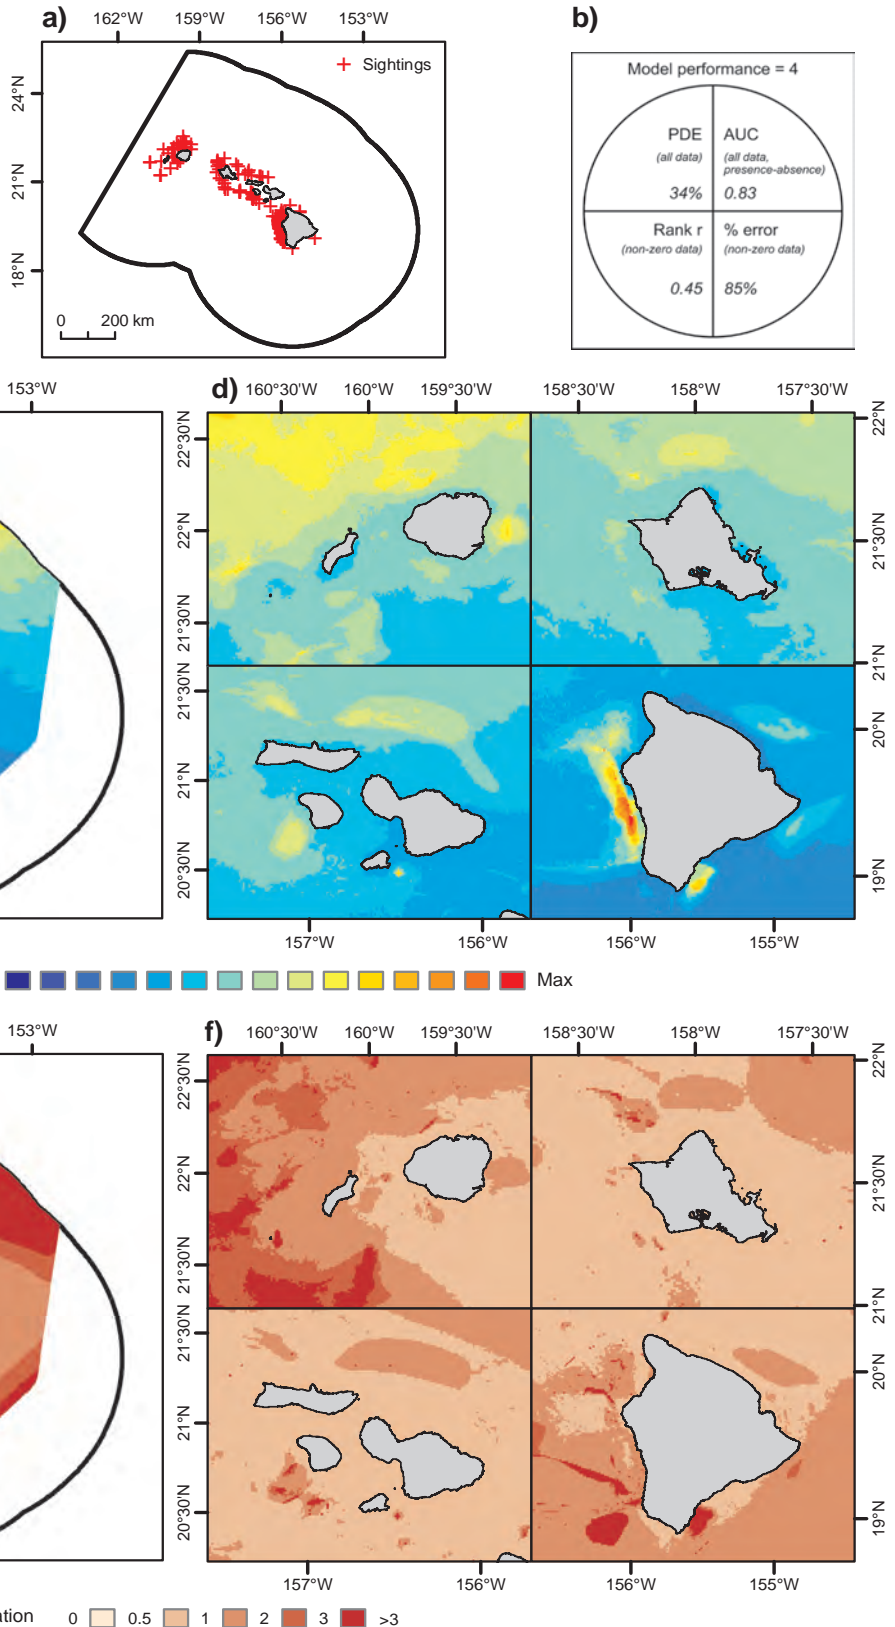 a)
162°W 159°W 156°W 153°W
Sightings
24°N
21°N
18°N
0 200 km
b)
Model performance = 4
PDE
(all data)
34%
AUC
(all data,
presence-absence)
0.83
Rank r
(non-zero data)
0.45
% error
(non-zero data)
85%
153°W
d)
160°30'W 160°W 159°30'W 158°30'W 158°W 157°30'W
22°30'N
22°N
21°30'N
22°N
21°30'N
21°N
21°30'N
21°N
20°30'N
20°N
19°N
157°W 156°W 156°W 155°W
Max
153°W
f)
160°30'W 160°W 159°30'W 158°30'W 158°W 157°30'W
22°30'N
22°N
21°30'N
22°N
21°30'N
21°N
21°30'N
21°N
20°30'N
20°N
19°N
157°W 156°W 156°W 155°W
ation 0 0.5 1 2 3 >3